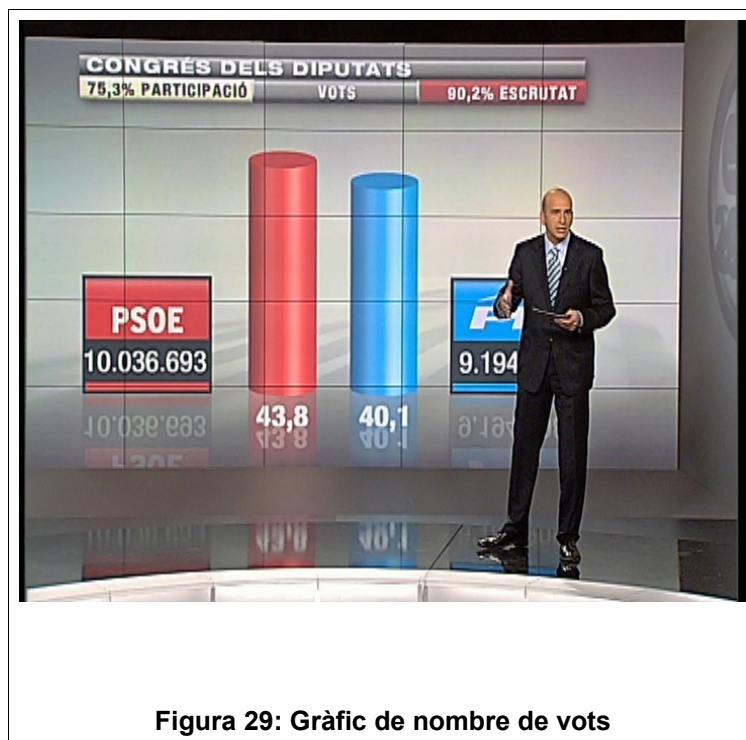 CONGRÉS DELS DIPUTATS
75,3% PARTICIPACIÓ VOTS 90,2% ESCRUTAT
PSOE
10.036.693
9.194
43,8 40,1
Figura 29: Gràfic de nombre de vots